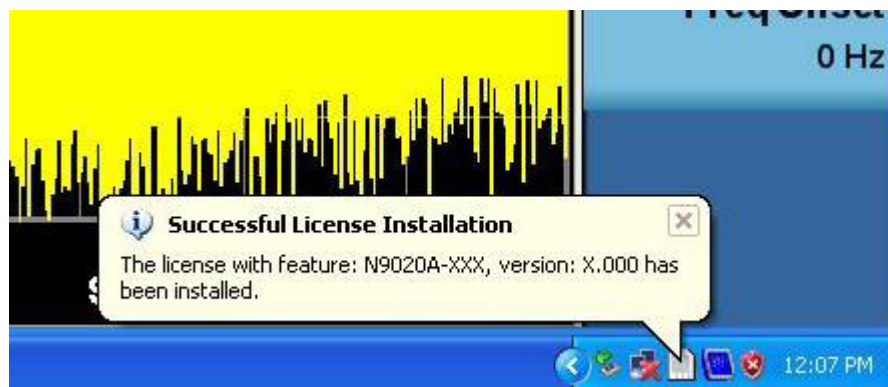 0 Hz
Successful License Installation
The license with feature: N9020A-XXX, version: X.000 has
been installed.
12:07 PM